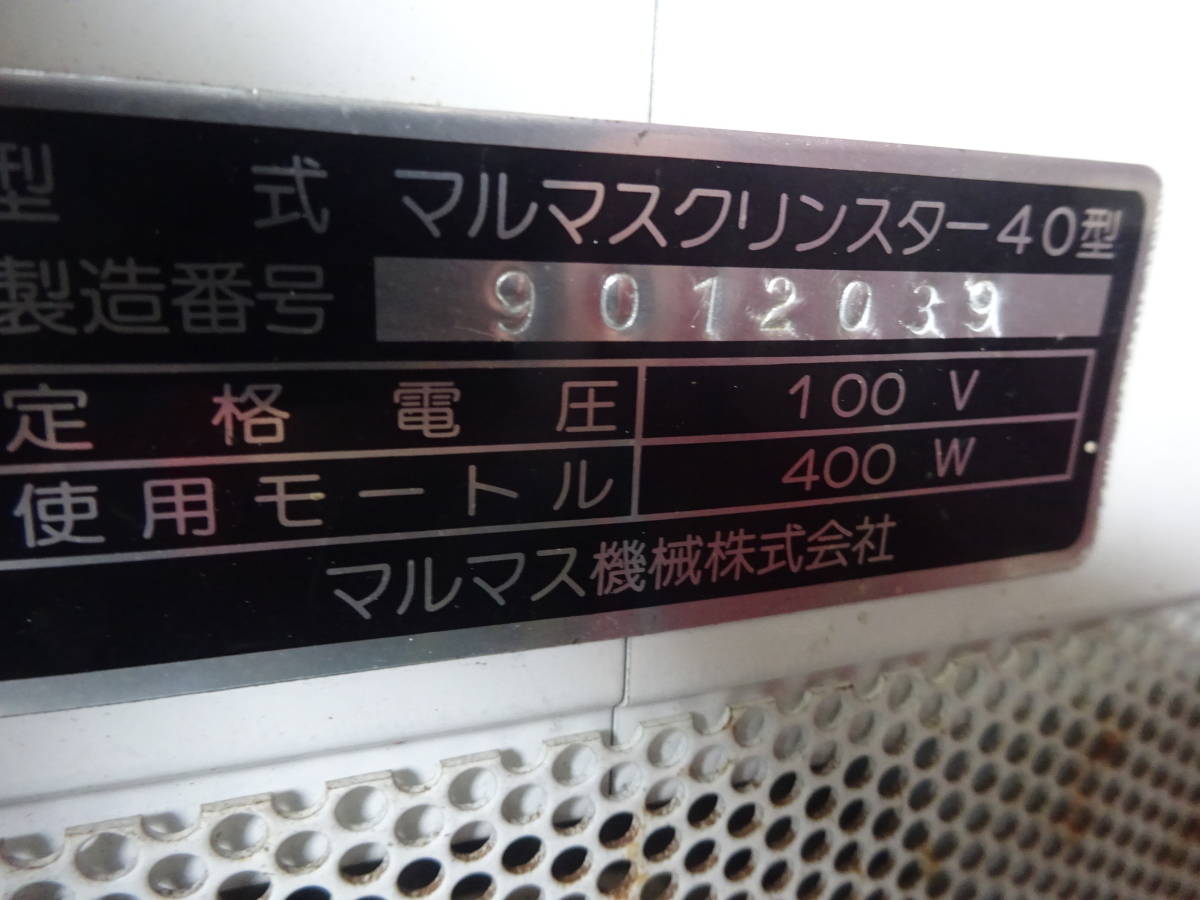 型式 マルマスクリンスター40型
製造番号 9012039
定格電圧 100 V
使用モートル 400 W
マルマス機械株式会社